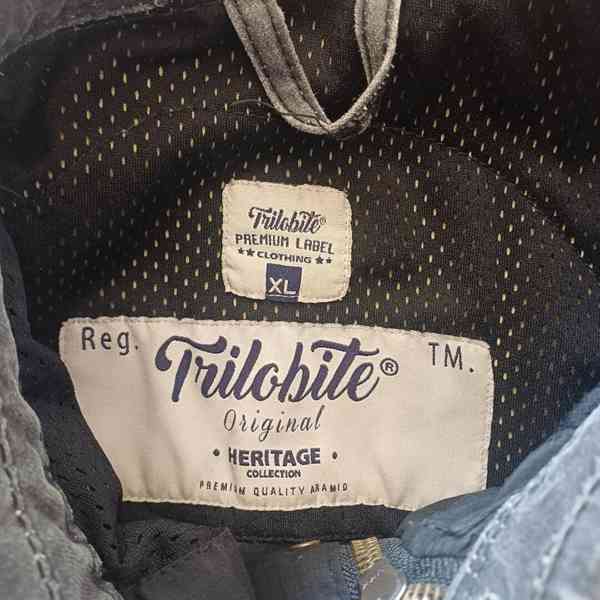 Trilobite®
PREMIUM LABEL
★★ CLOTHING ★★
XL
Reg. Trilobite® TM.
Original
• HERITAGE •
COLLECTION
PREMIUM QUALITY ARAMID